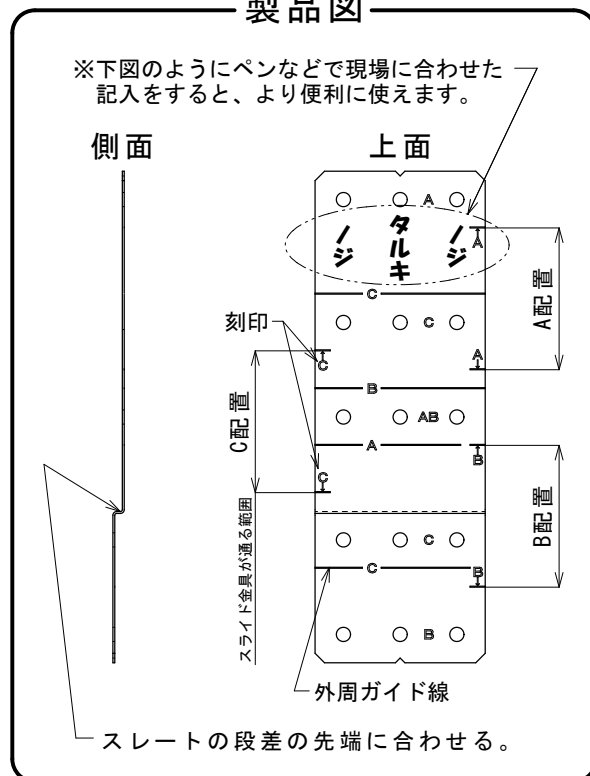 製品図
※下図のようにペンなどで現場に合わせた
記入をすると、より便利に使えます。
側面
上面
A
ノジ
タルキ
ノジ
A
A配置
C
刻印
C
C
A
C配置
B
AB
A
B
C
B配置
スライド金具が通る範囲
C
C
B
B
外周ガイド線
スレートの段差の先端に合わせる。